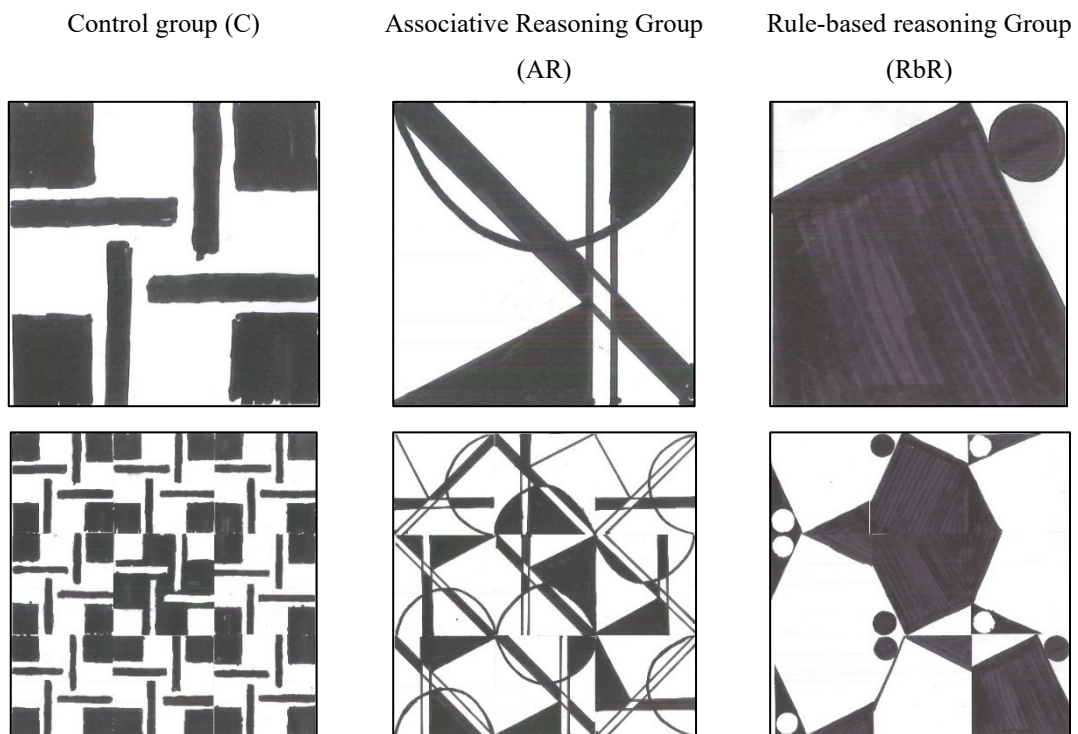 Control group (C)
Associative Reasoning Group
(AR)
Rule-based reasoning Group
(RbR)